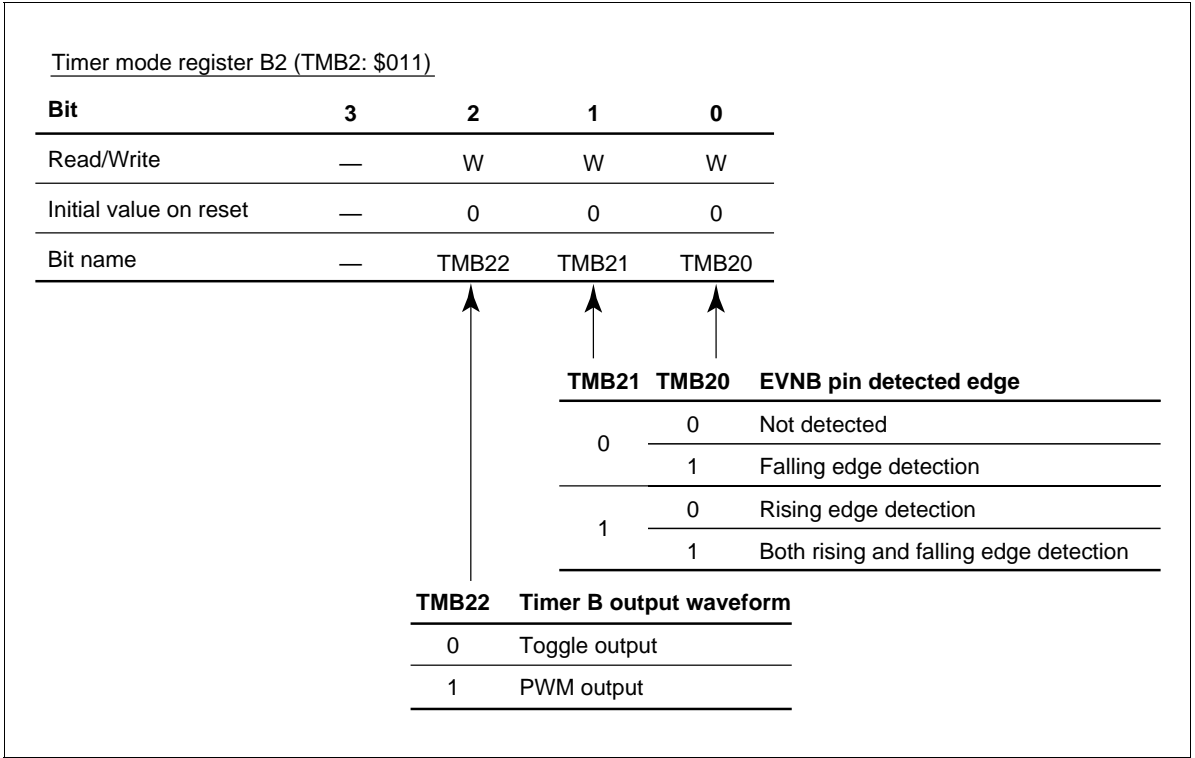 Timer mode register B2 (TMB2: $011)
Bit 3 2 1 0
Read/Write — W W W
Initial value on reset — 0 0 0
Bit name — TMB22 TMB21 TMB20
TMB21 TMB20 EVNB pin detected edge
0 0 Not detected
1 Falling edge detection
1 0 Rising edge detection
1 Both rising and falling edge detection
TMB22 Timer B output waveform
0 Toggle output
1 PWM output